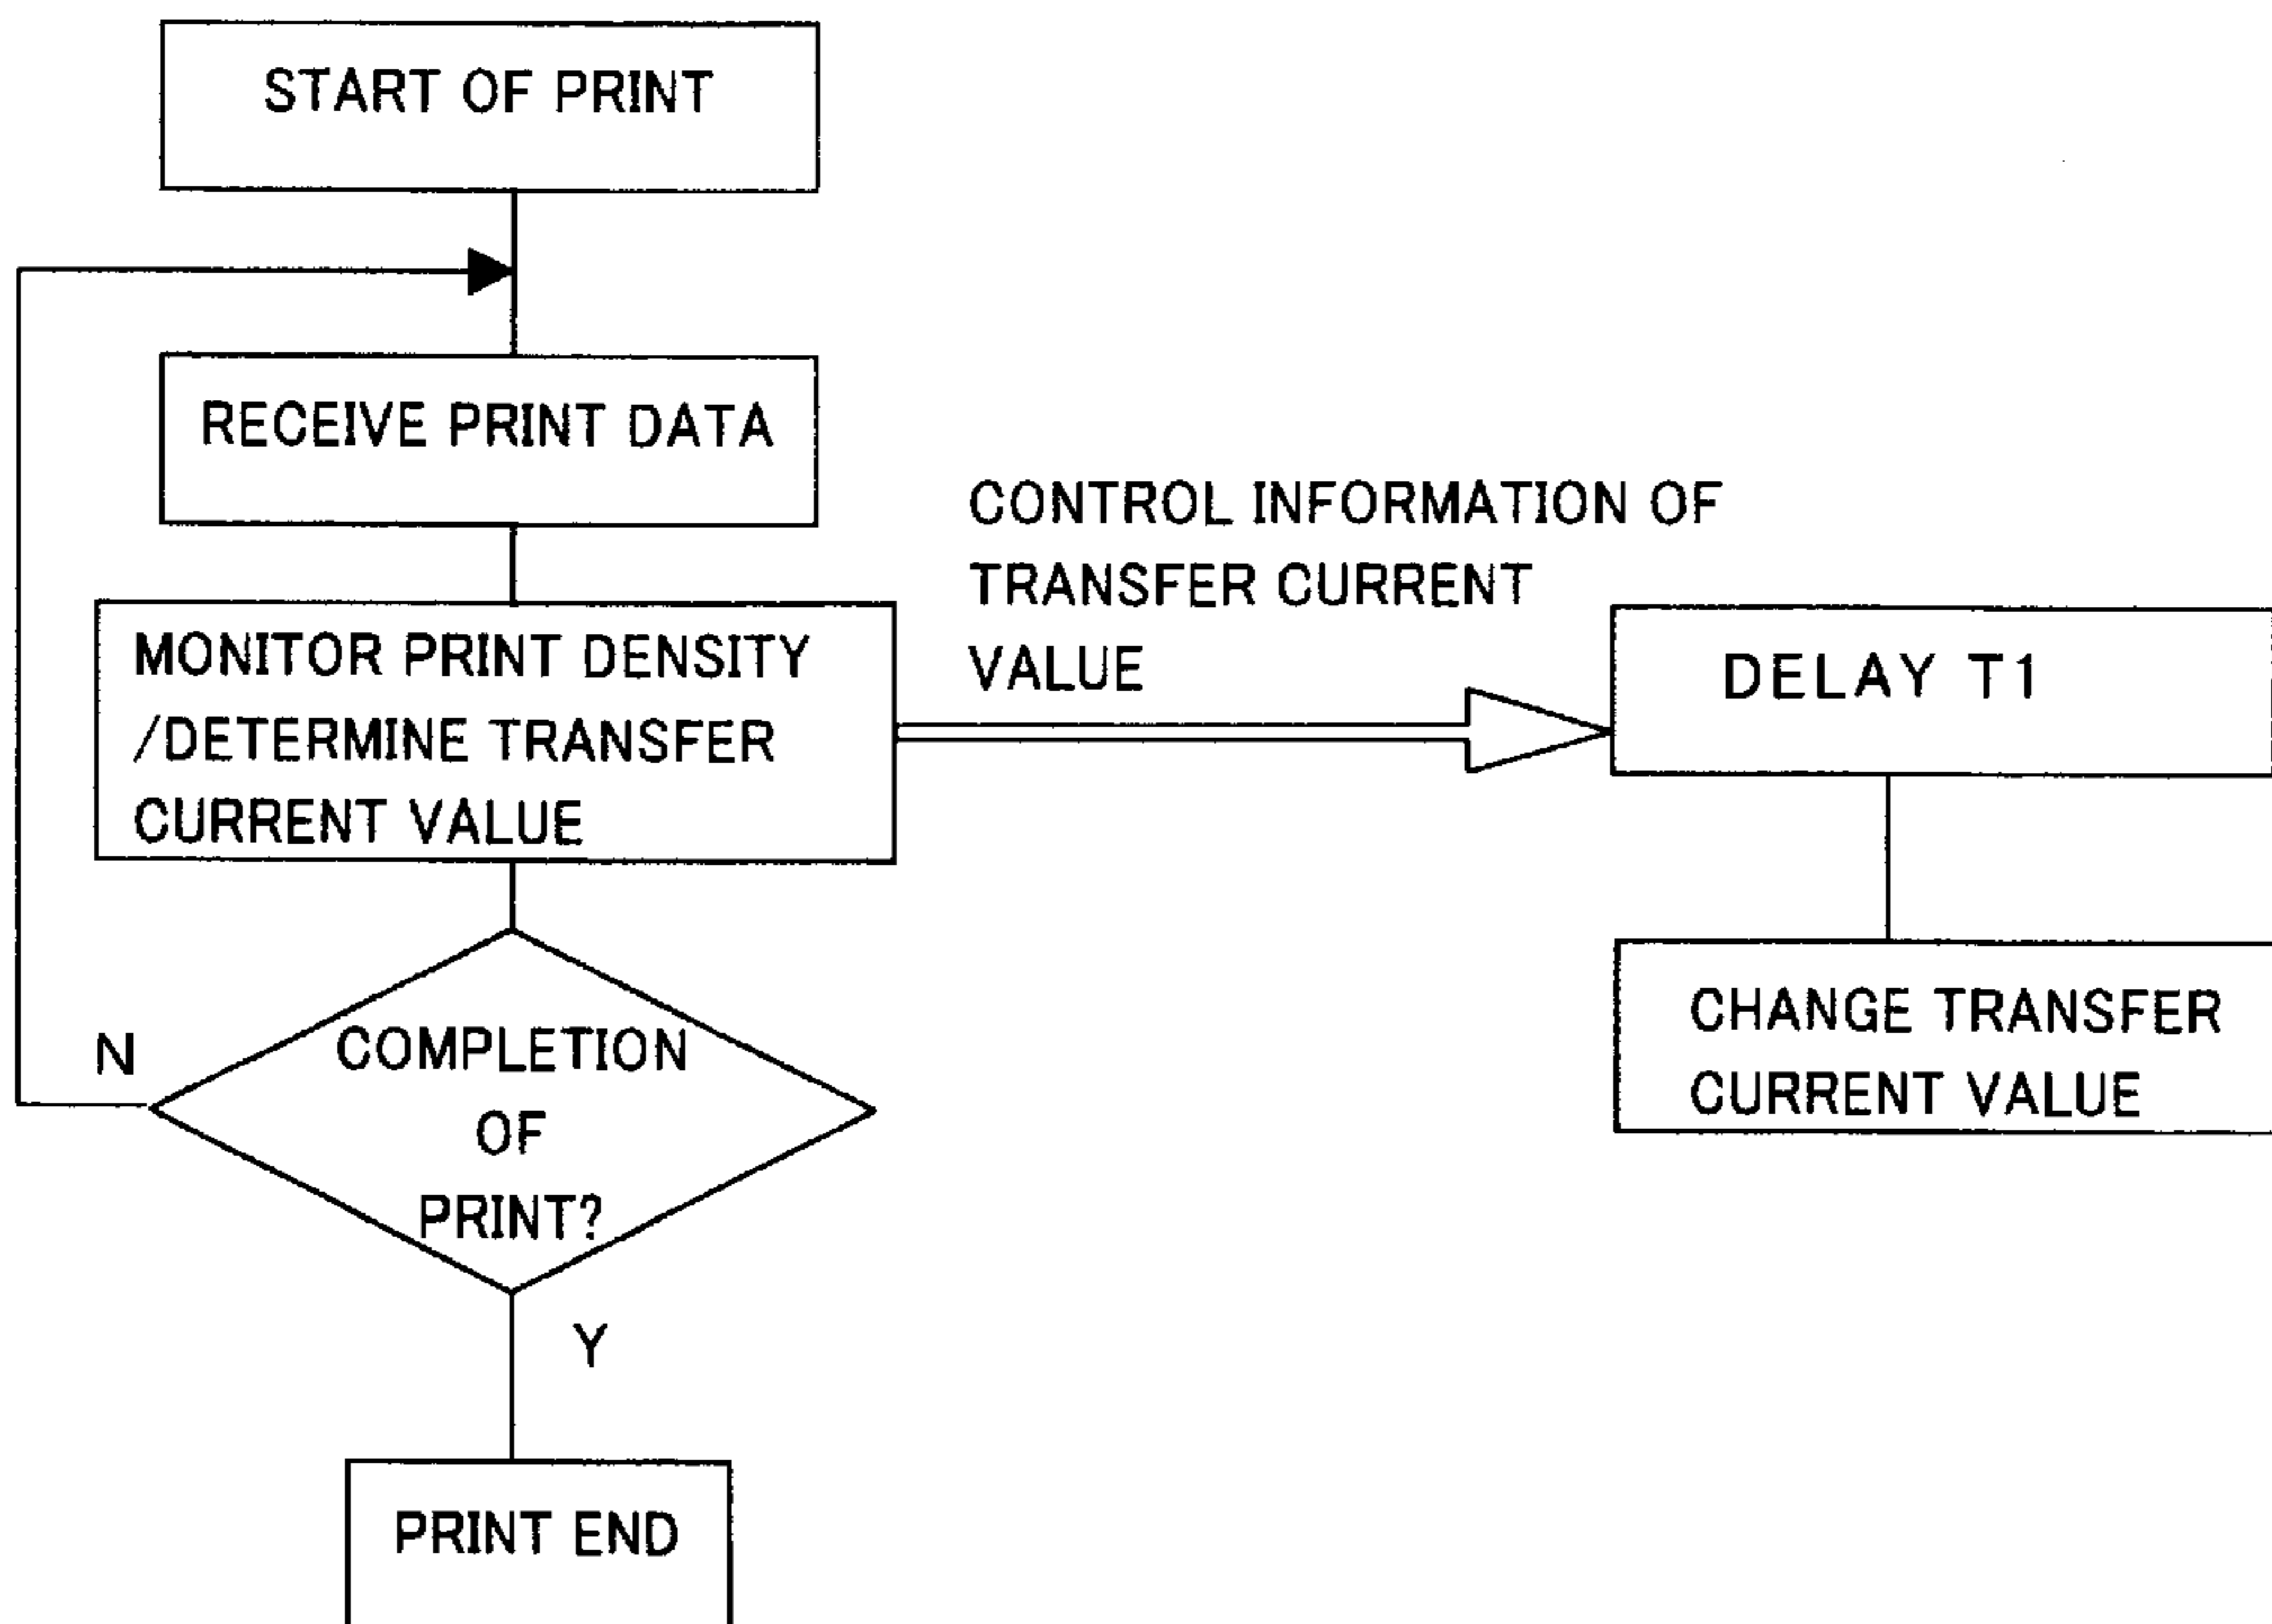 START OF PRINT
RECEIVE PRINT DATA
CONTROL INFORMATION OF
TRANSFER CURRENT
VALUE
MONITOR PRINT DENSITY
/DETERMINE TRANSFER
CURRENT VALUE
DELAY T1
CHANGE TRANSFER
CURRENT VALUE
N
COMPLETION
OF
PRINT?
Y
PRINT END